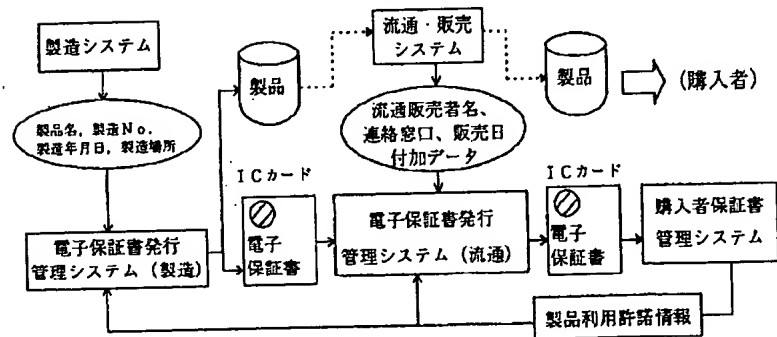 製造システム
製品名，製造No．
製造年月日，製造場所
電子保証書発行
管理システム（製造）
製品
ICカード
電子
保証書
流通・販売
システム
流通販売者名、
連絡窓口、販売日
付加データ
電子保証書発行
管理システム（流通）
製品
(購入者)
ICカード
電子
保証書
購入者保証書
管理システム
製品利用許諾情報